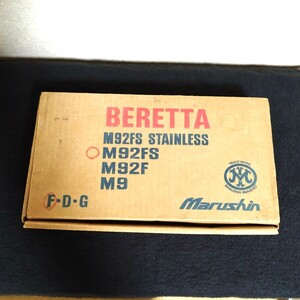 BERETTA
M92FS STAINLESS
M92FS
M92F
M9
F·D·G
Marushin